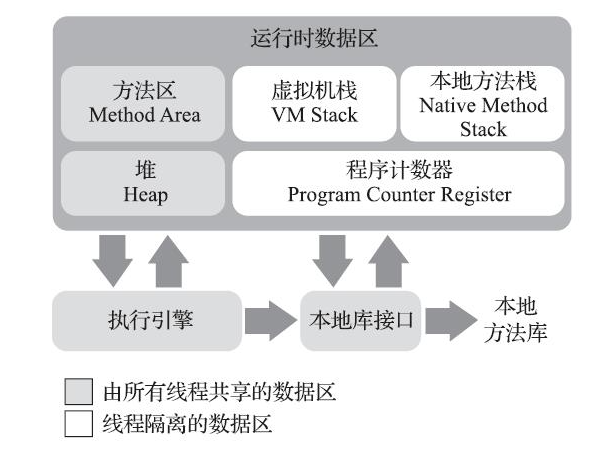 运行时数据区
方法区
Method Area
虚拟机栈
VM Stack
本地方法栈
Native Method
Stack
堆
Heap
程序计数器
Program Counter Register
执行引擎
本地库接口
本地
方法库
由所有线程共享的数据区
线程隔离的数据区